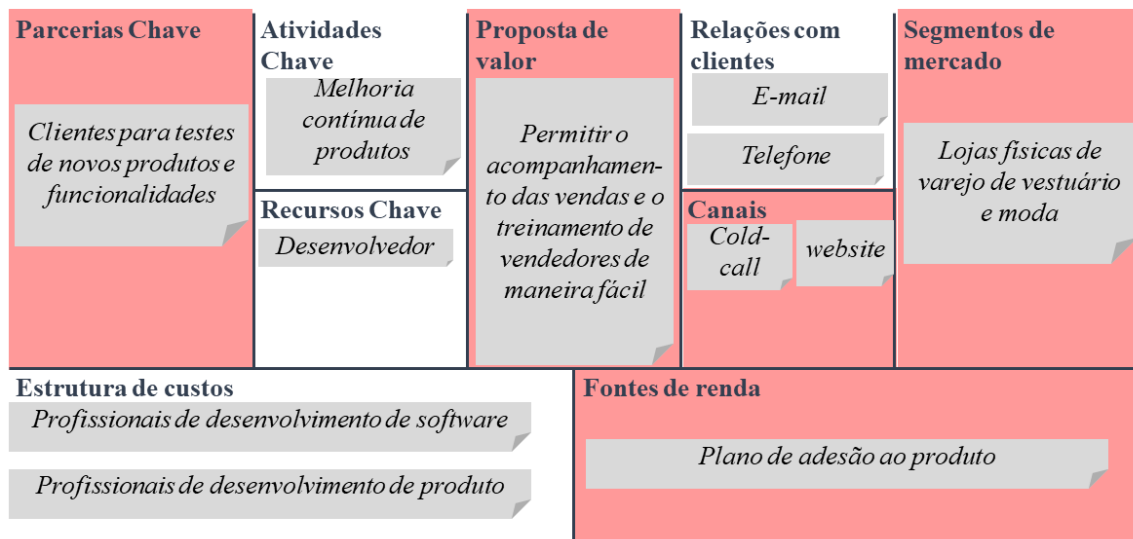 Parcerias Chave
Clientes para testes
de novos produtos e
funcionalidades
Atividades
Chave
Melhoria
contínua de
produtos
Recursos Chave
Desenvolvedor
Proposta de
valor
Permitir o
acompanhamen-
to das vendas e o
treinamento de
vendedores de
maneira fácil
Relações com
clientes
E-mail
Telefone
Canais
Cold-
call
website
Segmentos de
mercado
Lojas físicas de
varejo de vestuário
e moda
Estrutura de custos
Profissionais de desenvolvimento de software
Profissionais de desenvolvimento de produto
Fontes de renda
Plano de adesão ao produto